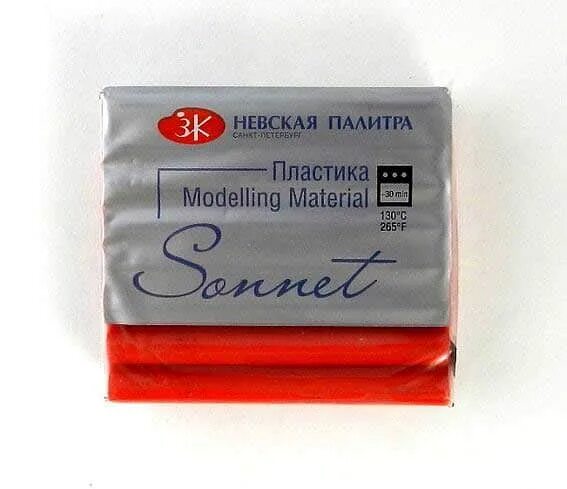 ЗК НЕВСКАЯ ПАЛИТРА
САНКТ-ПЕТЕРБУРГ
Пластика
Modelling Material
~30 min
130°C
265°F
Sonnet